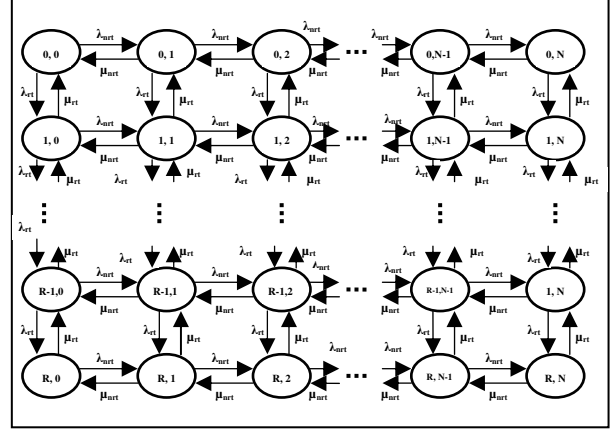 λnrt
λnrt λnrt λnrt
0, 0 0, 1 0, 2 ... 0,N-1 0, N
μnrt μnrt μnrt μnrt μnrt
λrt μrt λrt μrt λrt μrt λrt μrt λrt μrt
λnrt λnrt λnrt λnrt
1, 0 1, 1 1, 2 ... 1,N-1 1, N
μnrt μnrt μnrt μnrt μnrt
λrt μrt λrt μrt λrt μrt λrt μrt λrt μrt
... ... ... ... ...
λrt μrt λrt μrt λrt μrt λrt μrt λrt μrt
λnrt λnrt λnrt λnrt
R-1,0 R-1,1 R-1,2 ... R-1,N-1 1, N
μnrt μnrt μnrt μnrt μnrt
λrt μrt λrt μrt λrt μrt λrt μrt λrt μrt
λnrt λnrt λnrt λnrt
R, 0 R, 1 R, 2 ... R, N-1 R, N
μnrt μnrt μnrt μnrt μnrt